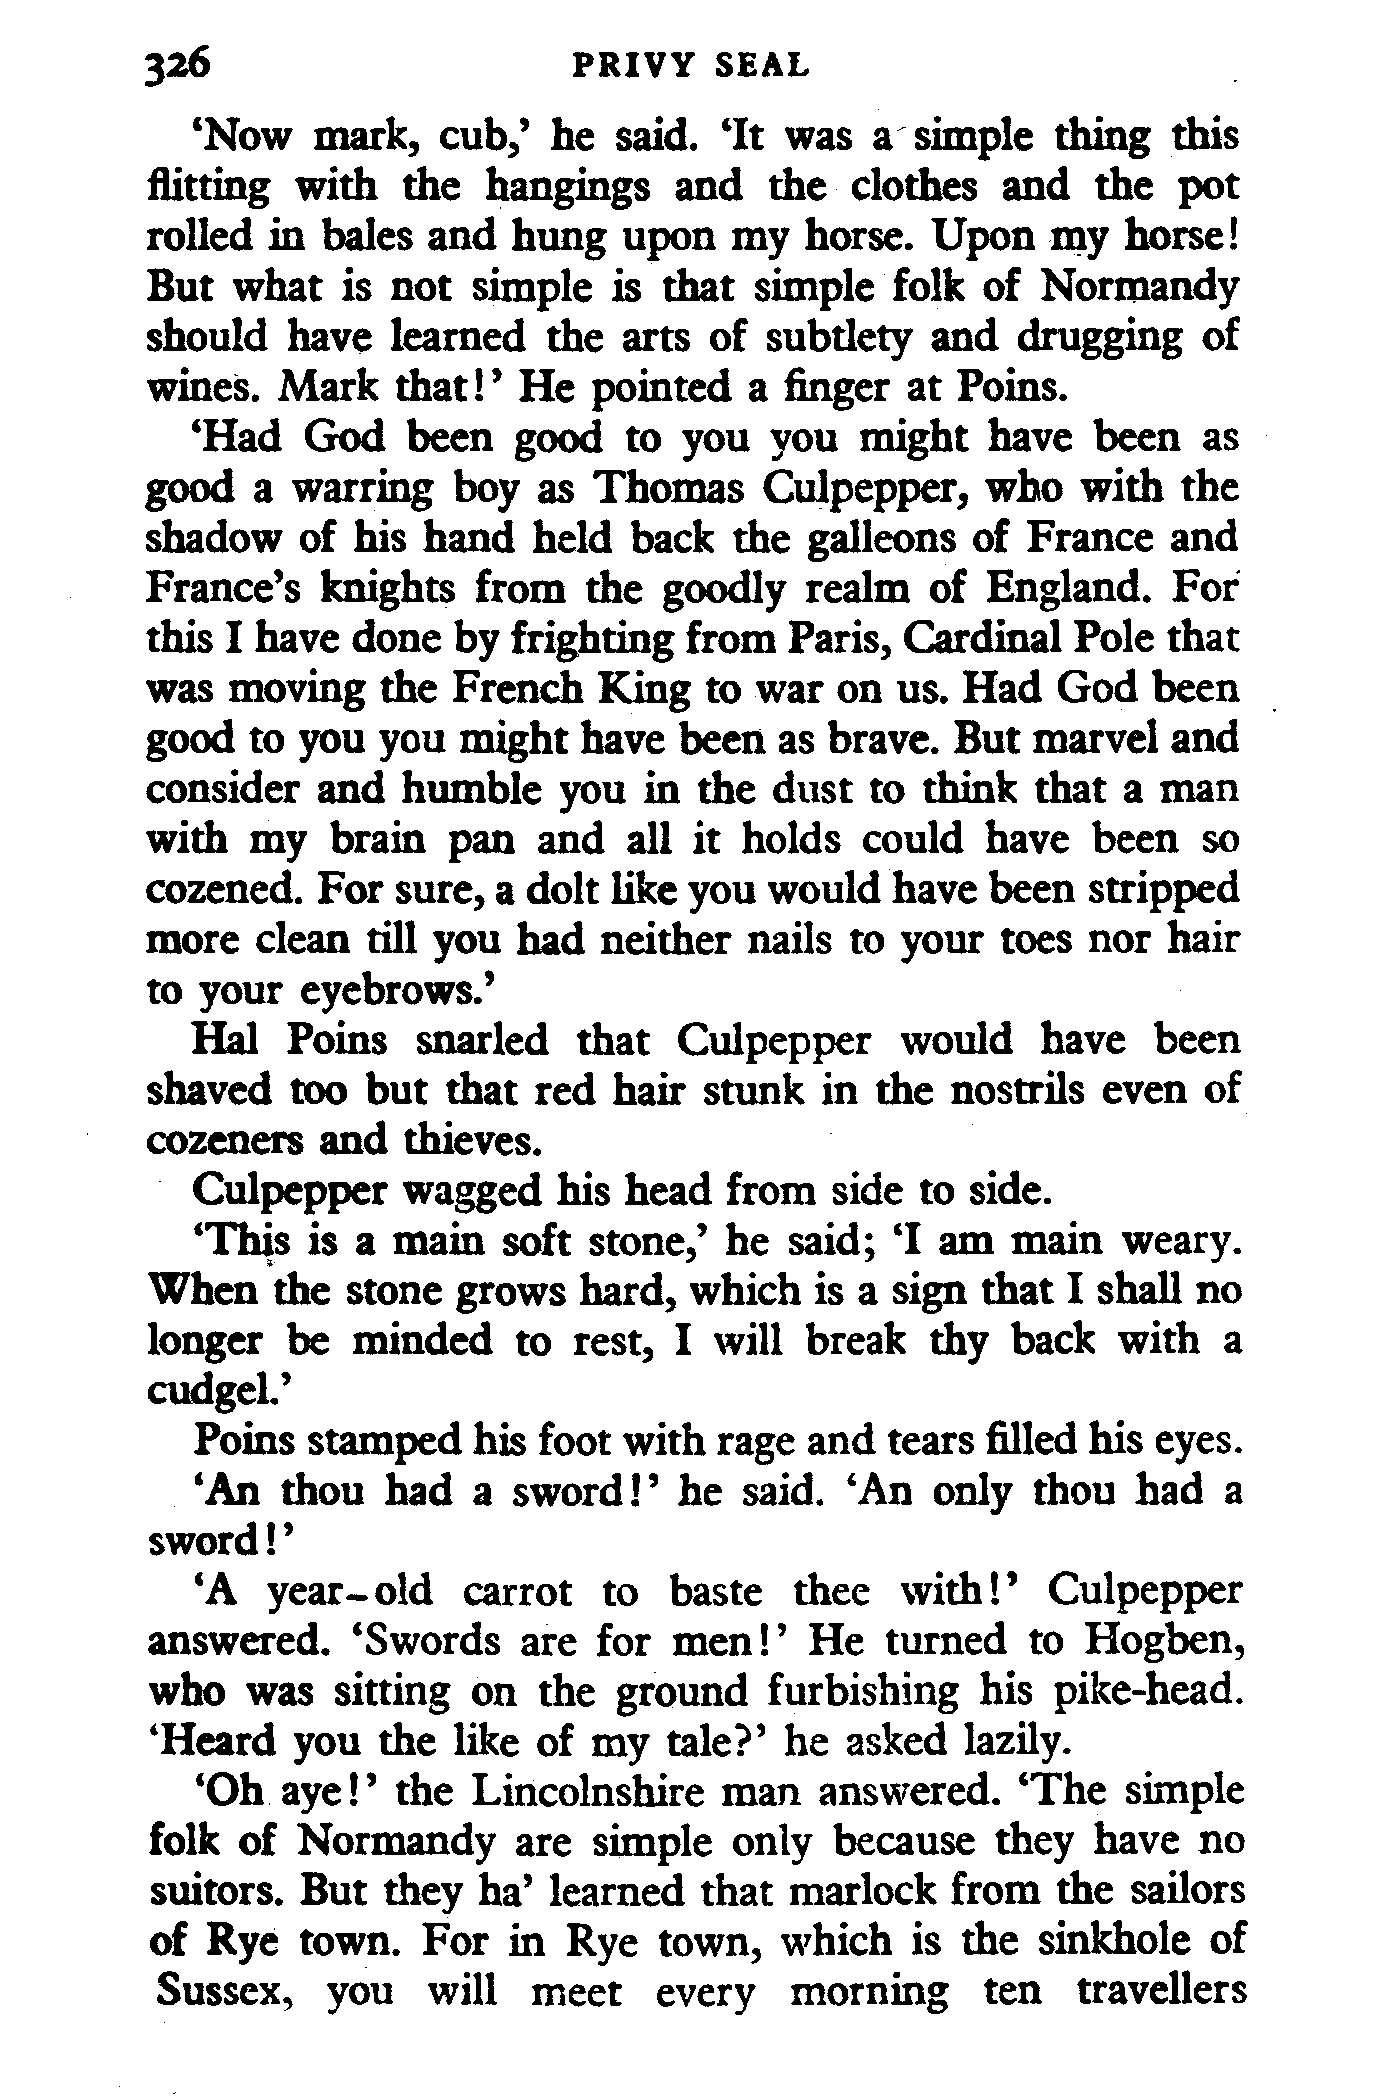 326 PRIVY SEAL
‘Now mark, cub,’ he said. ‘It was a simple thing this
flitting with the hangings and the clothes and the pot
rolled in bales and hung upon my horse. Upon my horse!
But what is not simple is that simple folk of Normandy
should have learned the arts of subtlety and drugging of
wines. Mark that!’ He pointed a finger at Poins.
‘Had God been good to you you might have been as
good a warring boy as Thomas Culpepper, who with the
shadow of his hand held back the galleons of France and
France’s knights from the goodly realm of England. For
this I have done by frighting from Paris, Cardinal Pole that
was moving the French King to war on us. Had God been
good to you you might have been as brave. But marvel and
consider and humble you in the dust to think that a man
with my brain pan and all it holds could have been so
cozened. For sure, a dolt like you would have been stripped
more clean till you had neither nails to your toes nor hair
to your eyebrows.’
Hal Poins snarled that Culpepper would have been
shaved too but that red hair stunk in the nostrils even of
cozeners and thieves.
Culpepper wagged his head from side to side.
‘This is a main soft stone,’ he said; ‘I am main weary.
When the stone grows hard, which is a sign that I shall no
longer be minded to rest, I will break thy back with a
cudgel.’
Poins stamped his foot with rage and tears filled his eyes.
‘An thou had a sword!’ he said. ‘An only thou had a
sword!’
‘A year-old carrot to baste thee with!’ Culpepper
answered. ‘Swords are for men!’ He turned to Hogben,
who was sitting on the ground furbishing his pike-head.
‘Heard you the like of my tale?’ he asked lazily.
‘Oh aye!’ the Lincolnshire man answered. ‘The simple
folk of Normandy are simple only because they have no
suitors. But they ha’ learned that marlock from the sailors
of Rye town. For in Rye town, which is the sinkhole of
Sussex, you will meet every morning ten travellers